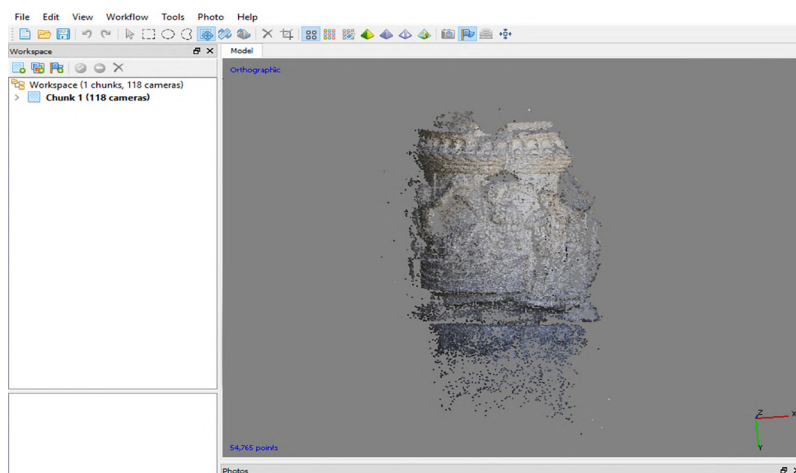 File Edit View Workflow Tools Photo Help
Workspace
Model
Workspace (1 chunks, 118 cameras)
Chunk 1 (118 cameras)
Orthographic
54,765 points
Z
X
Y
Photos